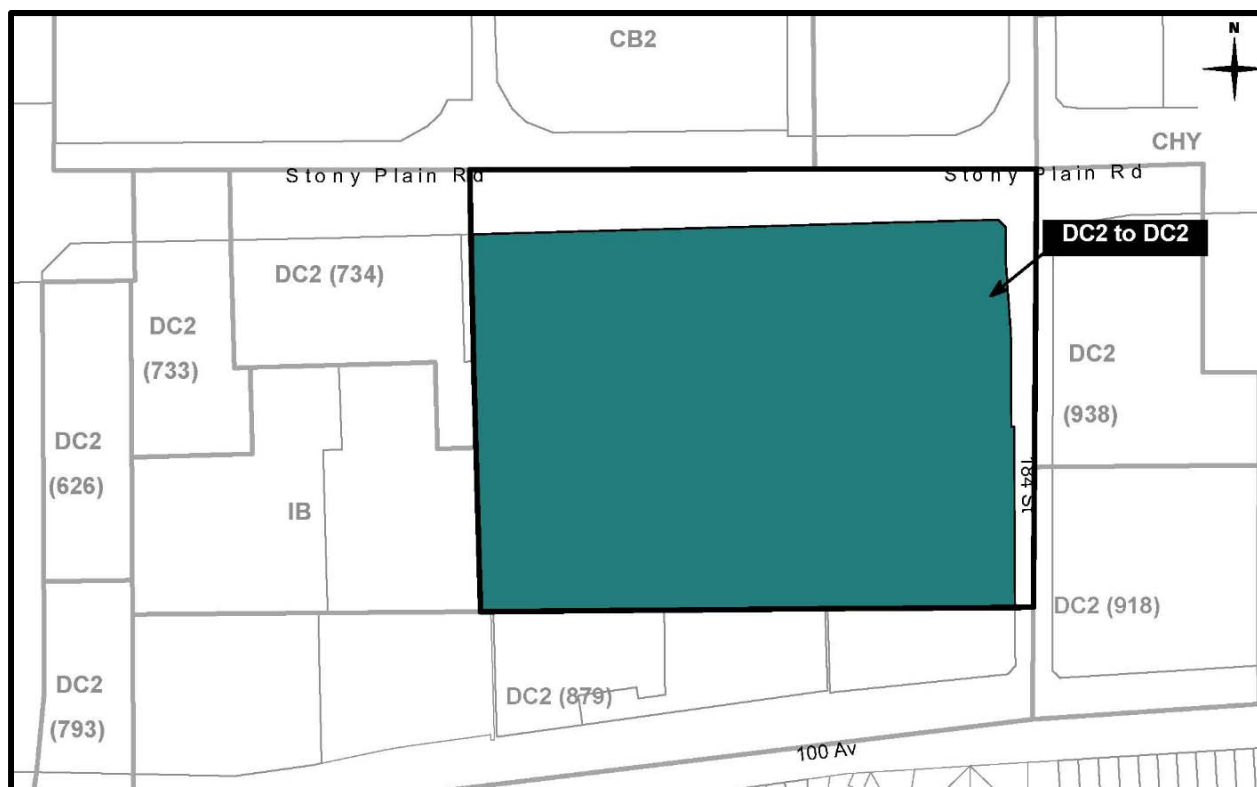 CB2
N
CHY
Stony Plain Rd
Stony Plain Rd
DC2 to DC2
DC2 (734)
DC2
(733)
DC2
(938)
DC2
(626)
184 St
IB
DC2 (918)
DC2
(793)
DC2 (879)
100 Av